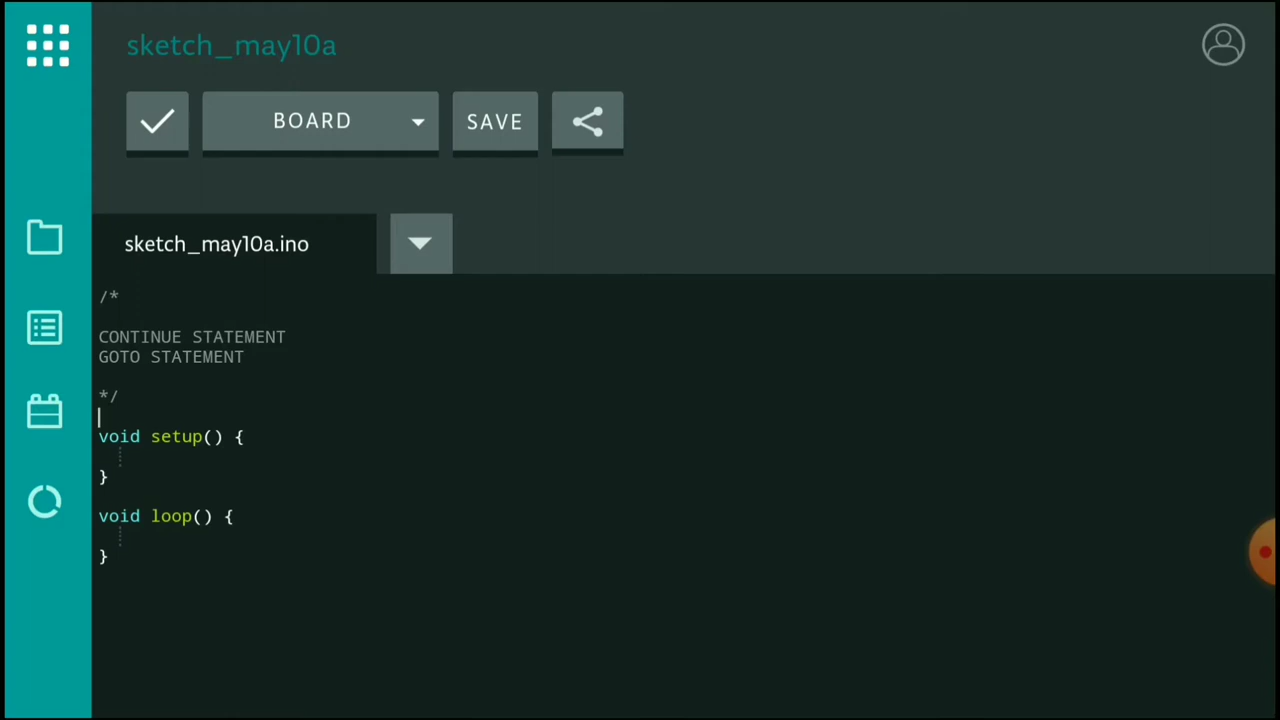 sketch_may10a
BOARD
SAVE
sketch_may10a.ino
/*
CONTINUE STATEMENT
GOTO STATEMENT
*/
void setup() {
}
void loop() {
}